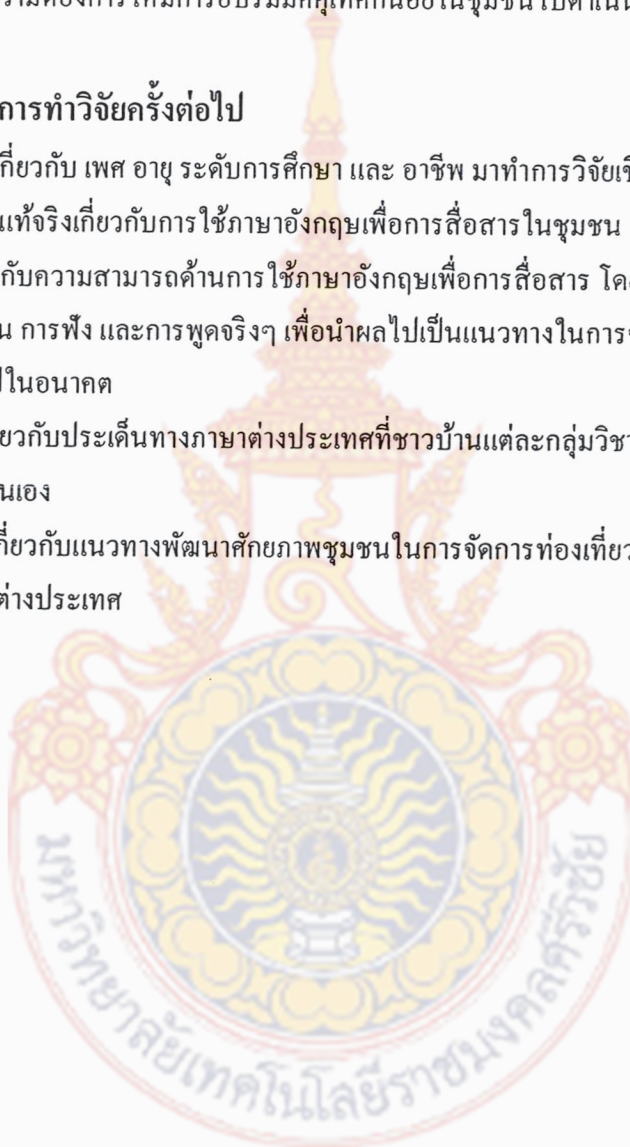 ามต้องการให้มีการอบรมมัคคุเทศก์น้อยในชุมชน
การทำวิจัยครั้งต่อไป
กี่ยวกับ เพศ อายุ ระดับการศึกษา และ อาชีพ มาทำการวิจัยเชิ
แท้จริงเกี่ยวกับการใช้ภาษาอังกฤษเพื่อการสื่อสารในชุมชน
กับความสามารถด้านการใช้ภาษาอังกฤษเพื่อการสื่อสาร โด
น การฟัง และการพูดจริงๆ เพื่อนำผลไปเป็นแนวทางในการ
ปในอนาคต
ยวกับประเด็นทางภาษาต่างประเทศที่ชาวบ้านแต่ละกลุ่มวิชา
นเอง
กี่ยวกับแนวทางพัฒนาศักยภาพชุมชนในการจัดการท่องเที่ยว
ต่างประเทศ
มหาวิทยาลัยเทคโนโลยีราชมงคลศรีวิชัย